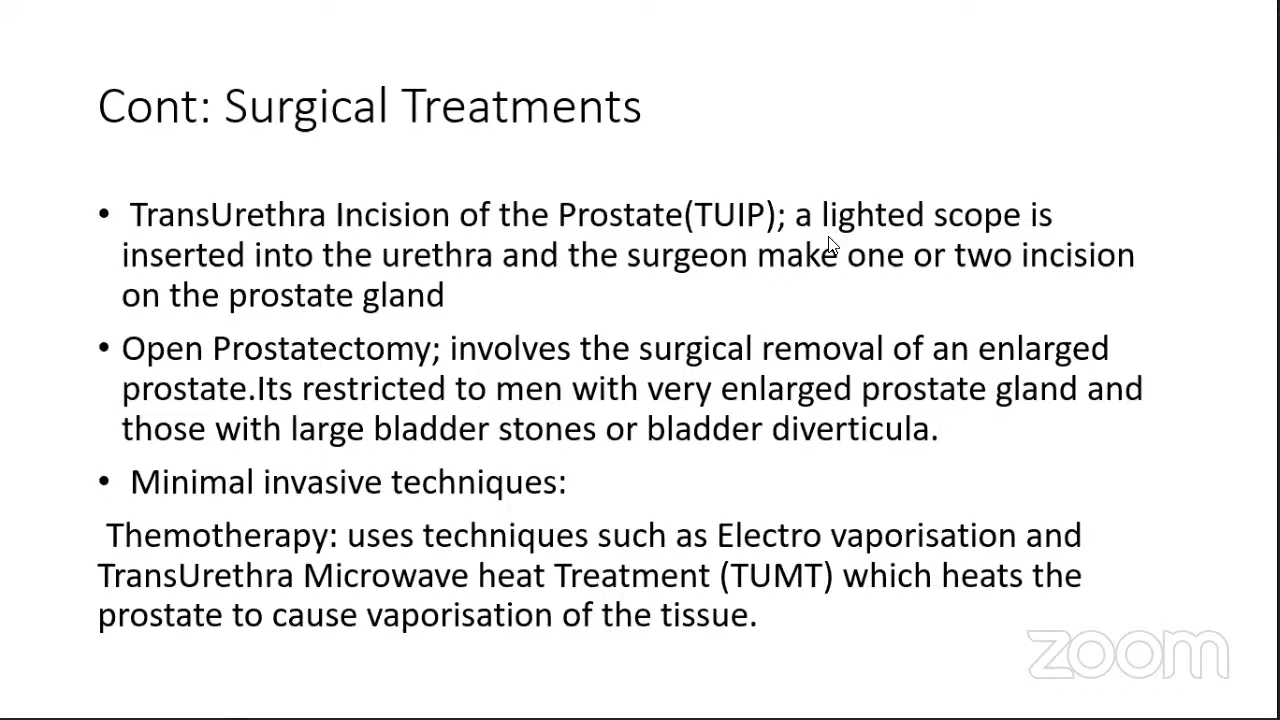 Cont: Surgical Treatments
• TransUrethra Incision of the Prostate(TUIP); a lighted scope is
inserted into the urethra and the surgeon make one or two incision
on the prostate gland
• Open Prostatectomy; involves the surgical removal of an enlarged
prostate.Its restricted to men with very enlarged prostate gland and
those with large bladder stones or bladder diverticula.
• Minimal invasive techniques:
Themotherapy: uses techniques such as Electro vaporisation and
TransUrethra Microwave heat Treatment (TUMT) which heats the
prostate to cause vaporisation of the tissue.
zoom